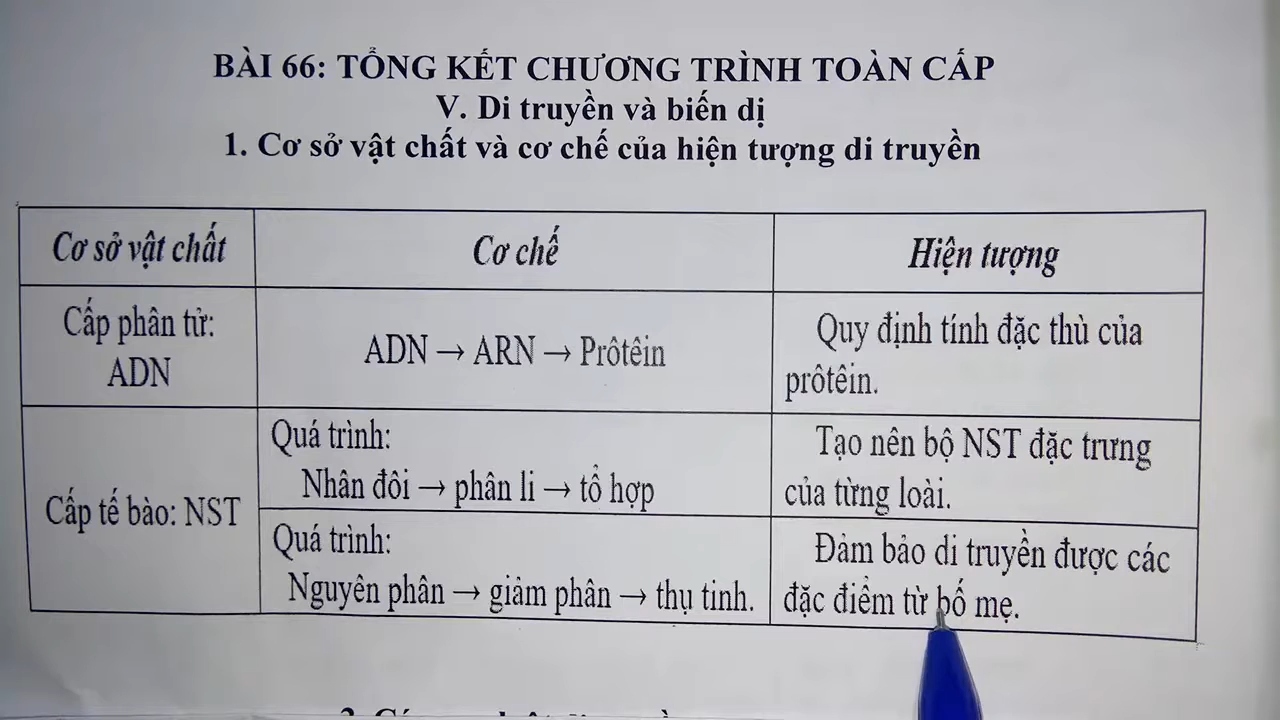 BÀI 66: TỔNG KẾT CHƯƠNG TRÌNH TOÀN CẤP
V. Di truyền và biến dị
1. Cơ sở vật chất và cơ chế của hiện tượng di truyền
Cơ sở vật chất
Cơ chế
Hiện tượng
Cấp phân tử:
ADN
ADN → ARN → Prôtêin
Quy định tính đặc thù của
prôtêin.
Cấp tế bào: NST
Quá trình:
Nhân đôi → phân li → tổ hợp
Tạo nên bộ NST đặc trưng
của từng loài.
Quá trình:
Nguyên phân → giảm phân → thụ tinh.
Đảm bảo di truyền được các
đặc điểm từ bố mẹ.